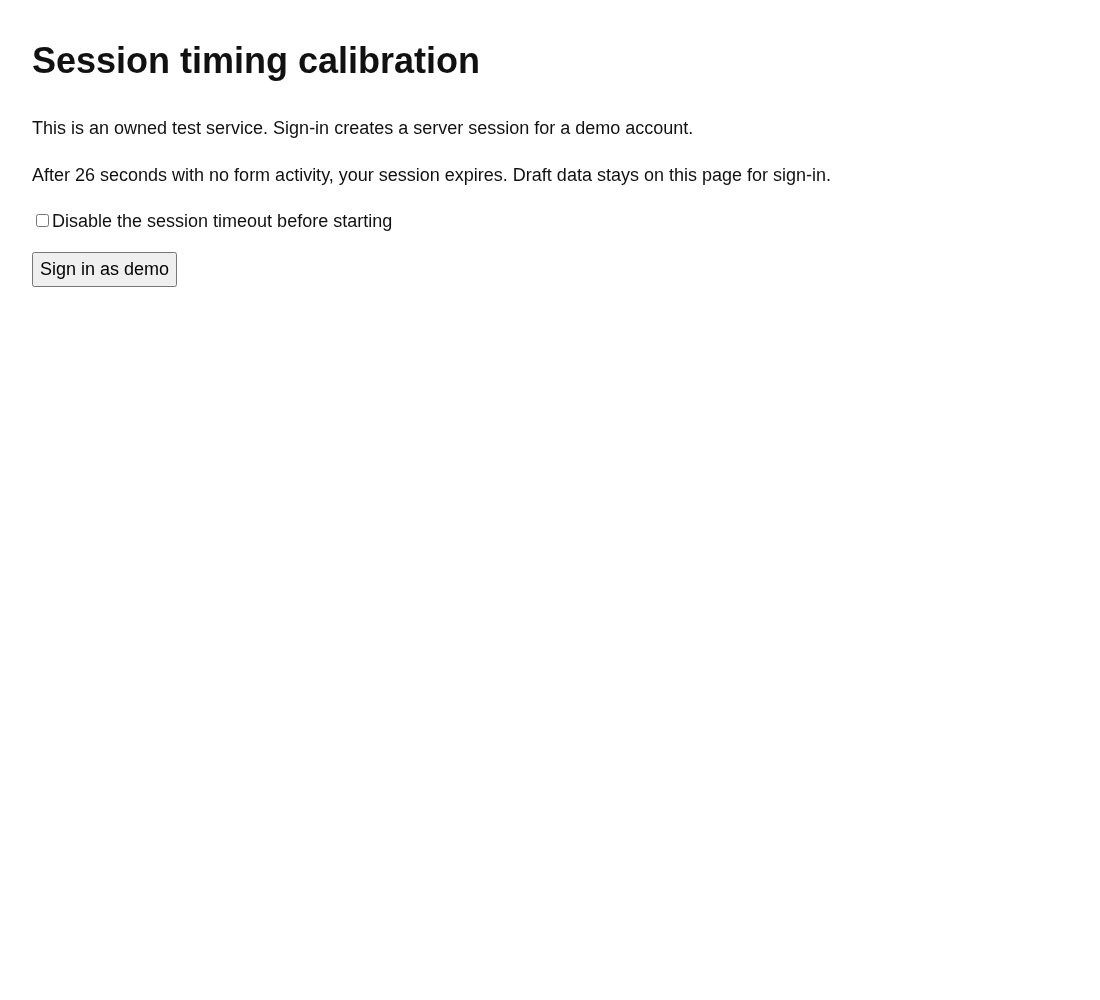 Session timing calibration
This is an owned test service. Sign-in creates a server session for a demo account.
After 26 seconds with no form activity, your session expires. Draft data stays on this page for sign-in.
Disable the session timeout before starting
Sign in as demo